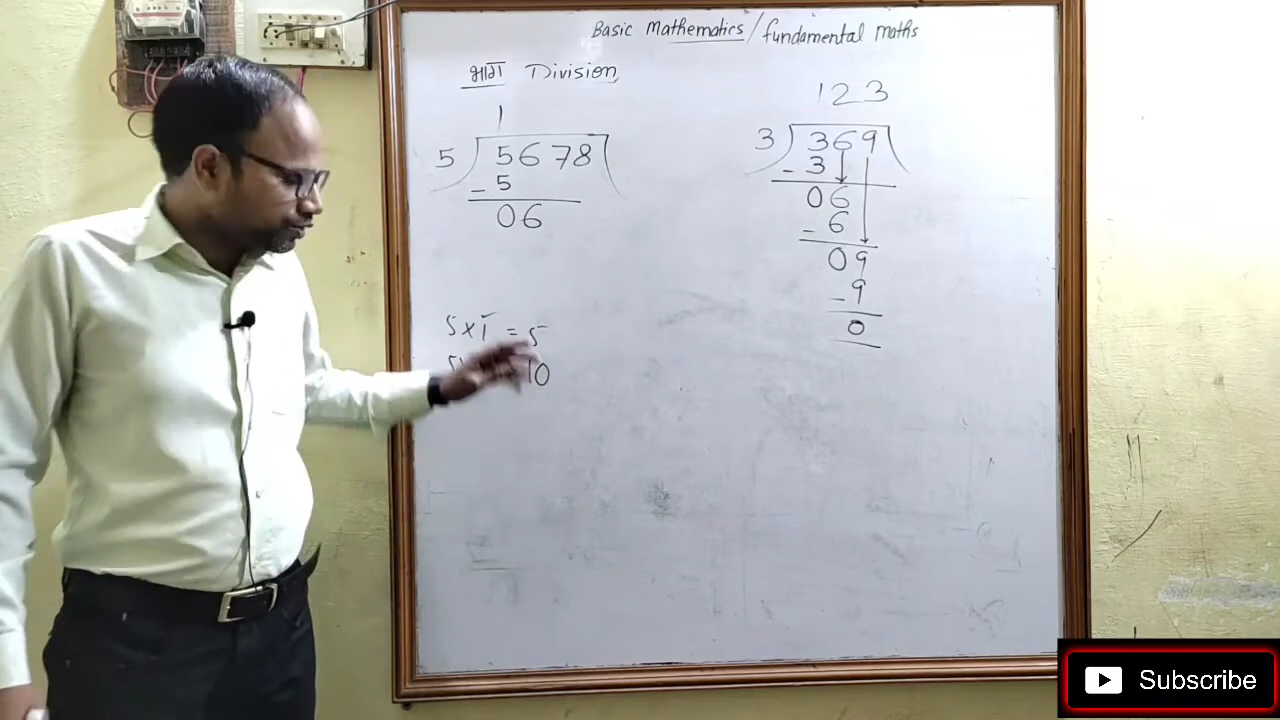 Basic Mathematics / fundamental maths
भाग Division
1
5 ) 5678 (
- 5
06
5 x 1 = 5
10
123
3 ) 369 (
- 3
06
- 6
09
- 9
0
Subscribe